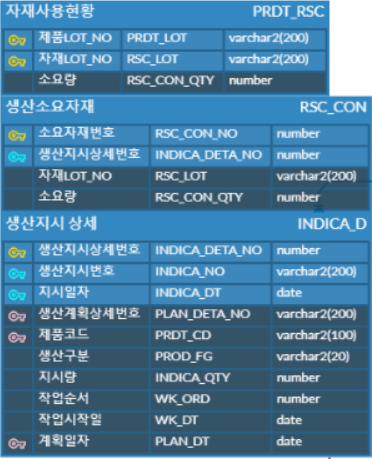 자재사용현황 PRDT_RSC
제품LOT_NO PRDT_LOT varchar2(200)
자재LOT_NO RSC_LOT varchar2(200)
소요량 RSC_CON_QTY number
생산소요자재 RSC_CON
소요자재번호 RSC_CON_NO number
생산지시상세번호 INDICA_DETA_NO number
자재LOT_NO RSC_LOT varchar2(200)
소요량 RSC_CON_QTY number
생산지시 상세 INDICA_D
생산지시상세번호 INDICA_DETA_NO number
생산지시번호 INDICA_NO varchar2(200)
지시일자 INDICA_DT date
생산계획상세번호 PLAN_DETA_NO varchar2(200)
제품코드 PRDT_CD varchar2(100)
생산구분 PROD_FG varchar2(20)
지시량 INDICA_QTY number
작업순서 WK_ORD number
작업시작일 WK_DT date
계획일자 PLAN_DT date